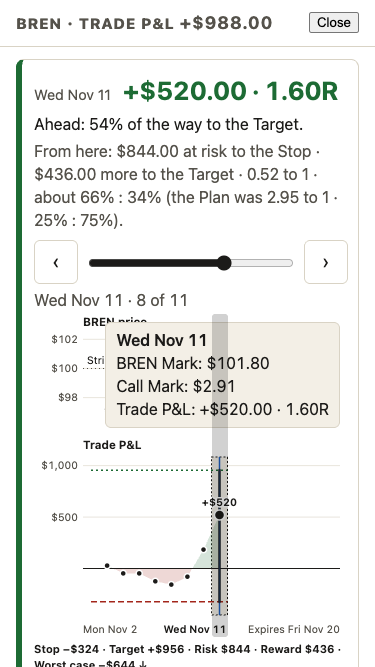 BREN · TRADE P&L +$988.00
Close
Wed Nov 11 +$520.00 · 1.60R
Ahead: 54% of the way to the Target.
From here: $844.00 at risk to the Stop ·
$436.00 more to the Target · 0.52 to 1 ·
about 66% : 34% (the Plan was 2.95 to 1 ·
25% : 75%).
‹
›
Wed Nov 11 · 8 of 11
BREN price
$102
$100
Stri
$98
Wed Nov 11
BREN Mark: $101.80
Call Mark: $2.91
Trade P&L: +$520.00 · 1.60R
Trade P&L
$1,000
$500
+$520
Mon Nov 2 Wed Nov 11 Expires Fri Nov 20
Stop −$324 · Target +$956 · Risk $844 · Reward $436 ·
Worst case −$644 ↓